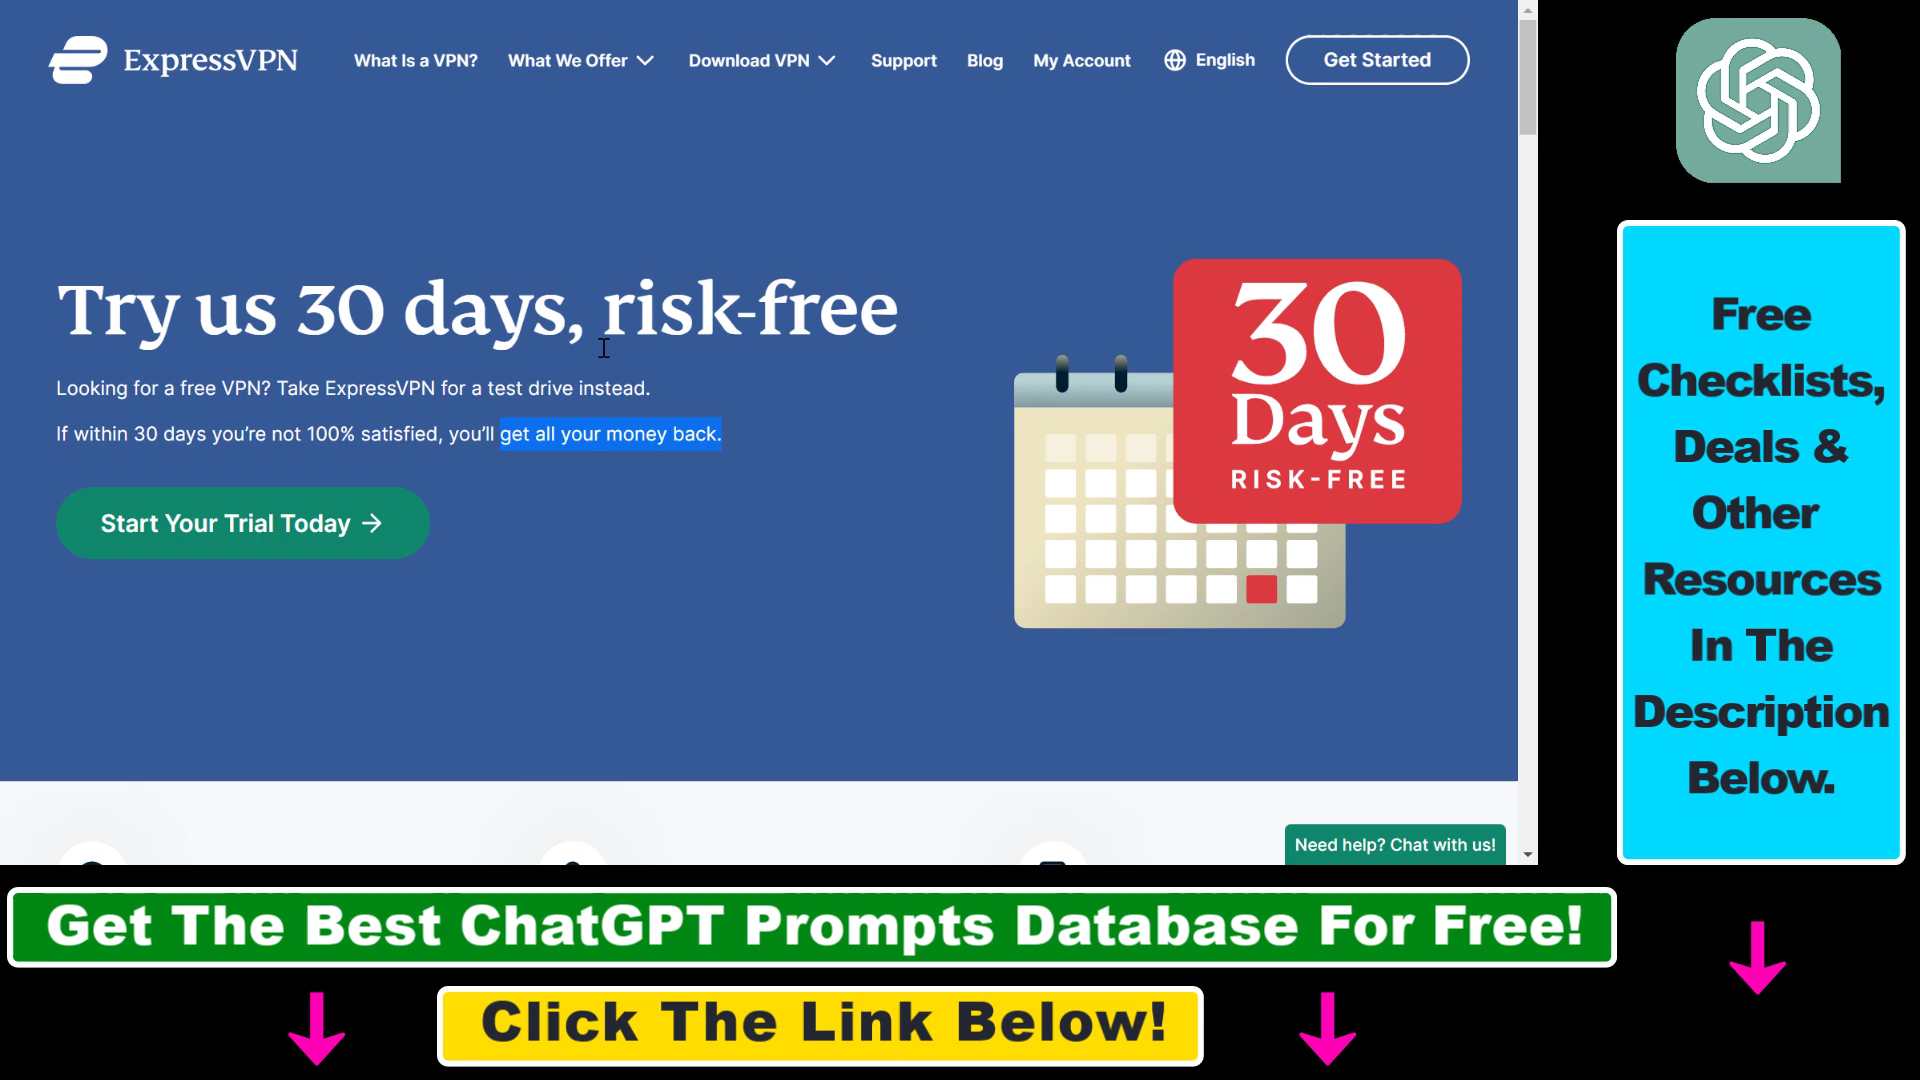 ExpressVPN
What Is a VPN?
What We Offer
Download VPN
Support
Blog
My Account
English
Get Started
Try us 30 days, risk-free
Looking for a free VPN? Take ExpressVPN for a test drive instead.
If within 30 days you're not 100% satisfied, you'll get all your money back.
Start Your Trial Today →
30
Days
RISK-FREE
Need help? Chat with us!
Free
Checklists,
Deals &
Other
Resources
In The
Description
Below.
Get The Best ChatGPT Prompts Database For Free!
Click The Link Below!